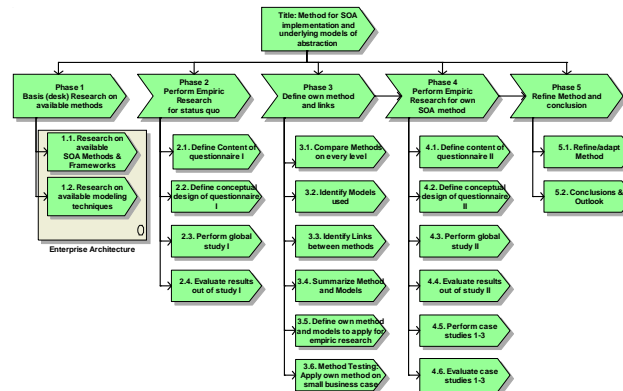 Title: Method for SOA
implementation and
underlying models of
abstraction
Phase 1
Basis (desk) Research on
available methods
Phase 2
Perform Empiric
Research
for status quo
Phase 3
Define own method
and links
Phase 4
Perform Empiric
Research for own
SOA method
Phase 5
Refine Method and
conclusion
1.1. Research on
available
SOA Methods &
Frameworks
1.2. Research on
available modeling
techniques
Enterprise Architecture
2.1. Define Content of
questionnaire I
2.2. Define conceptual
design of questionnaire
I
2.3. Perform global
study I
2.4. Evaluate results
out of study I
3.1. Compare Methods
on every level
3.2. Identify Models
used
3.3. Identify Links
between methods
3.4. Summarize Method
and Models
3.5. Define own method
and models to apply for
empiric research
3.6. Method Testing:
Apply own method on
small business case
4.1. Define content of
questionnaire II
4.2. Define conceptual
design of questionnaire
II
4.3. Perform global
study II
4.4. Evaluate results
out of study II
4.5. Perform case
studies 1-3
4.6. Evaluate case
studies 1-3
5.1. Refine/adapt
Method
5.2. Conclusions &
Outlook